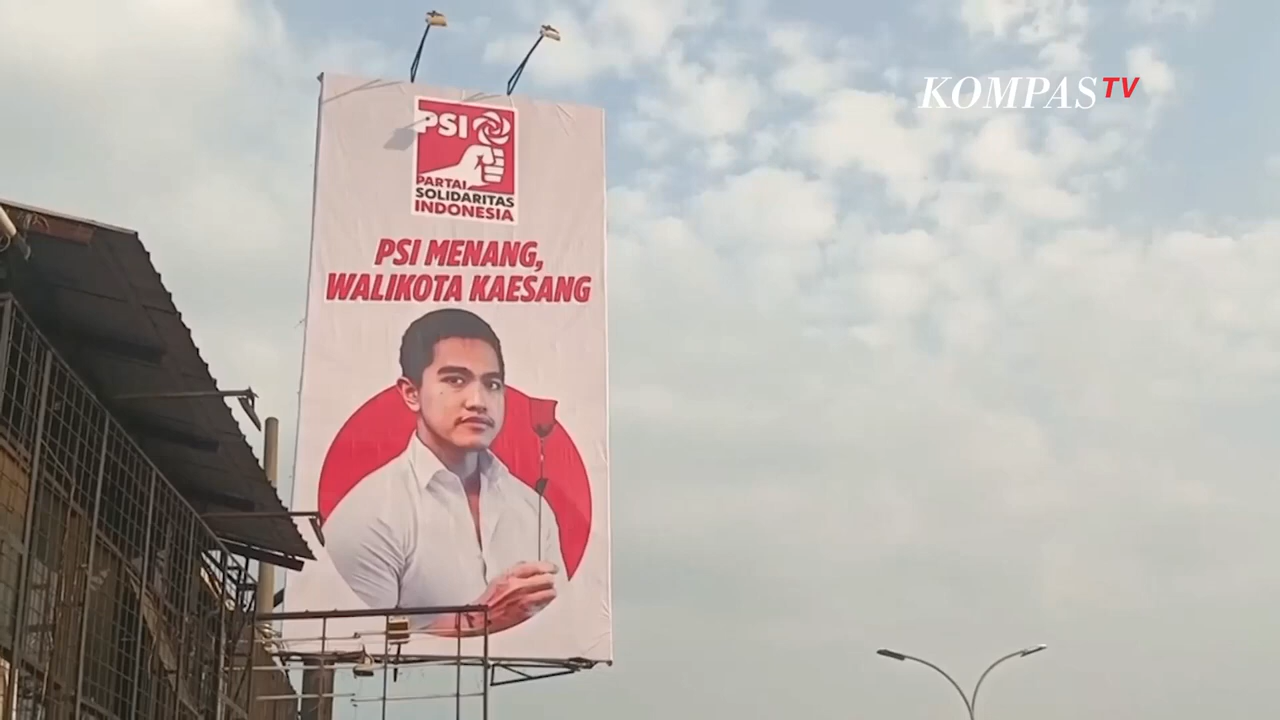 KOMPASTV
PSI
PARTAI
SOLIDARITAS
INDONESIA
PSI MENANG,
WALIKOTA KAESANG